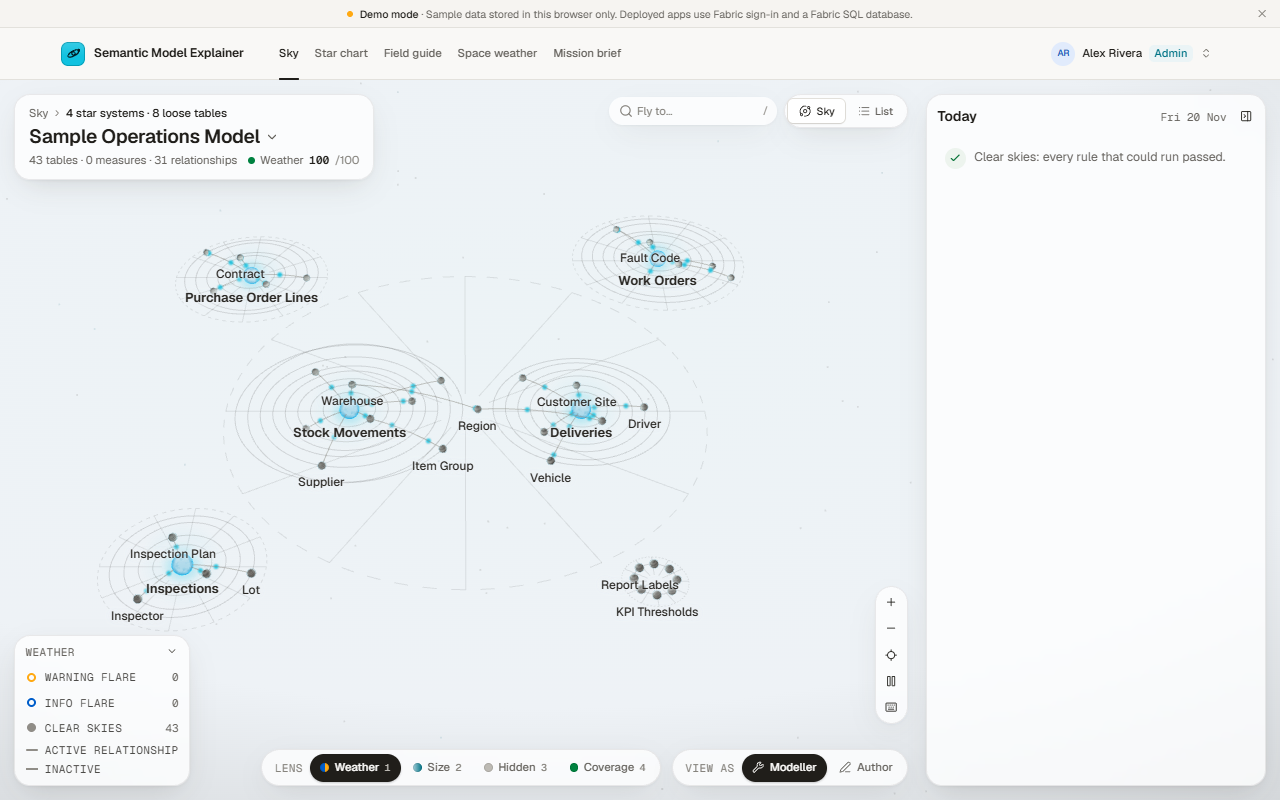 Demo mode · Sample data stored in this browser only. Deployed apps use Fabric sign-in and a Fabric SQL database.
Semantic Model Explainer
Sky
Star chart
Field guide
Space weather
Mission brief
AR
Alex Rivera
Admin
Sky › 4 star systems · 8 loose tables
Sample Operations Model
43 tables · 0 measures · 31 relationships
Weather 100 /100
Fly to…
/
Sky
List
Today
Fri 20 Nov
Clear skies: every rule that could run passed.
Contract
Purchase Order Lines
Fault Code
Work Orders
Warehouse
Stock Movements
Customer Site
Deliveries
Region
Driver
Item Group
Supplier
Vehicle
Inspection Plan
Inspections
Lot
Inspector
Report Labels
KPI Thresholds
WEATHER
WARNING FLARE 0
INFO FLARE 0
CLEAR SKIES 43
ACTIVE RELATIONSHIP
INACTIVE
LENS
Weather 1
Size 2
Hidden 3
Coverage 4
VIEW AS
Modeller
Author